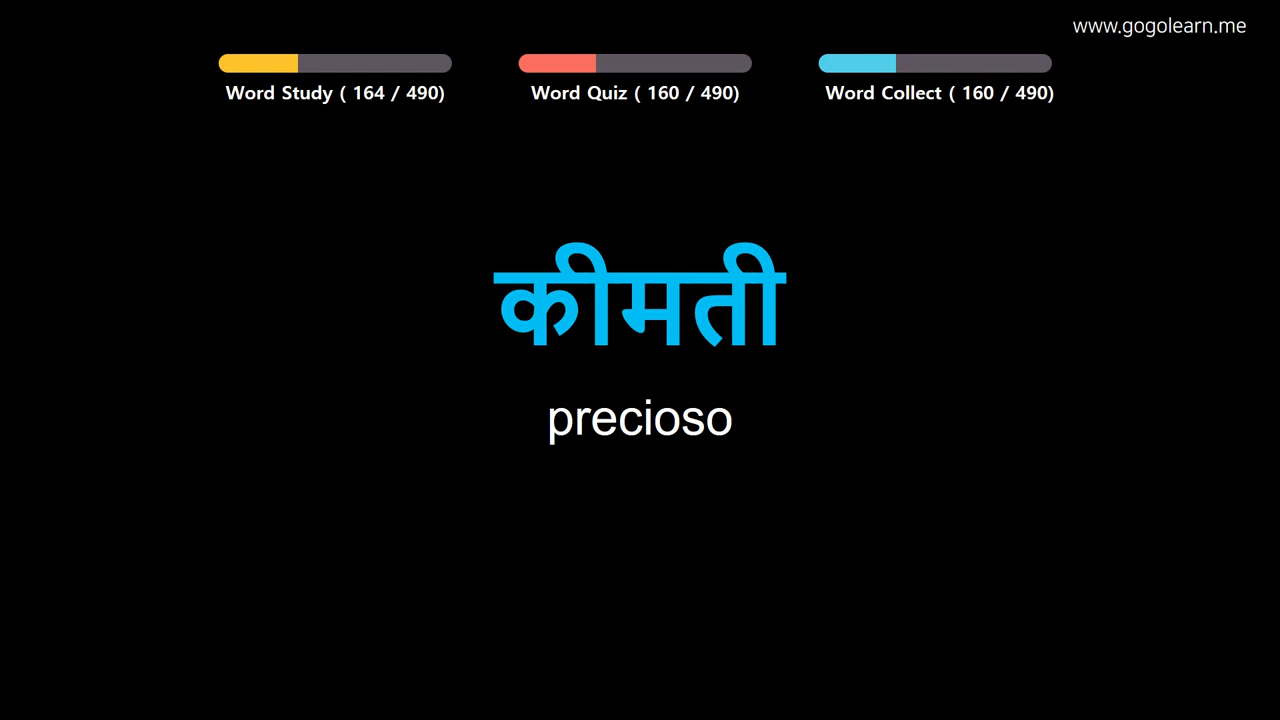 www.gogolearn.me
Word Study ( 164 / 490)
Word Quiz ( 160 / 490)
Word Collect ( 160 / 490)
कीमती
precioso